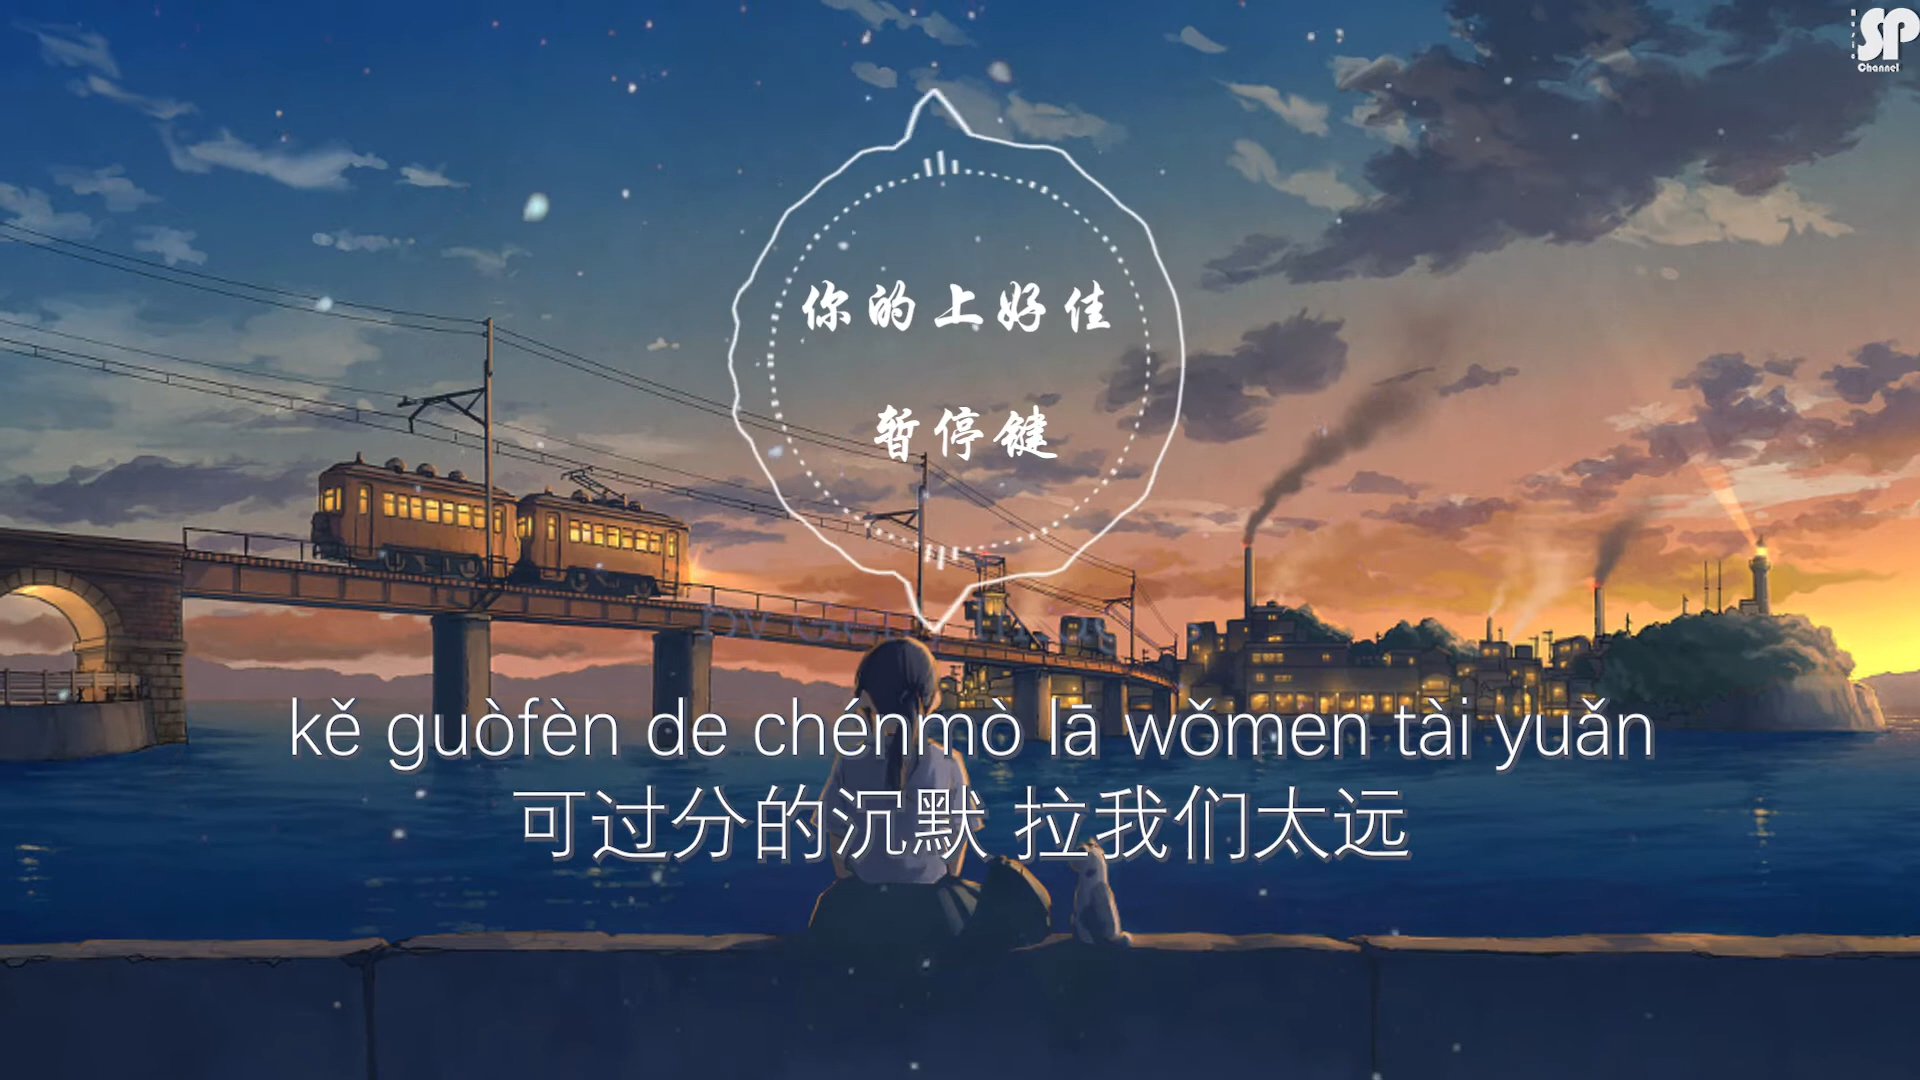 SP
Music
Channel
你的上好佳
暂停键
kě guòfèn de chénmò lā wǒmen tài yuǎn
可过分的沉默 拉我们太远